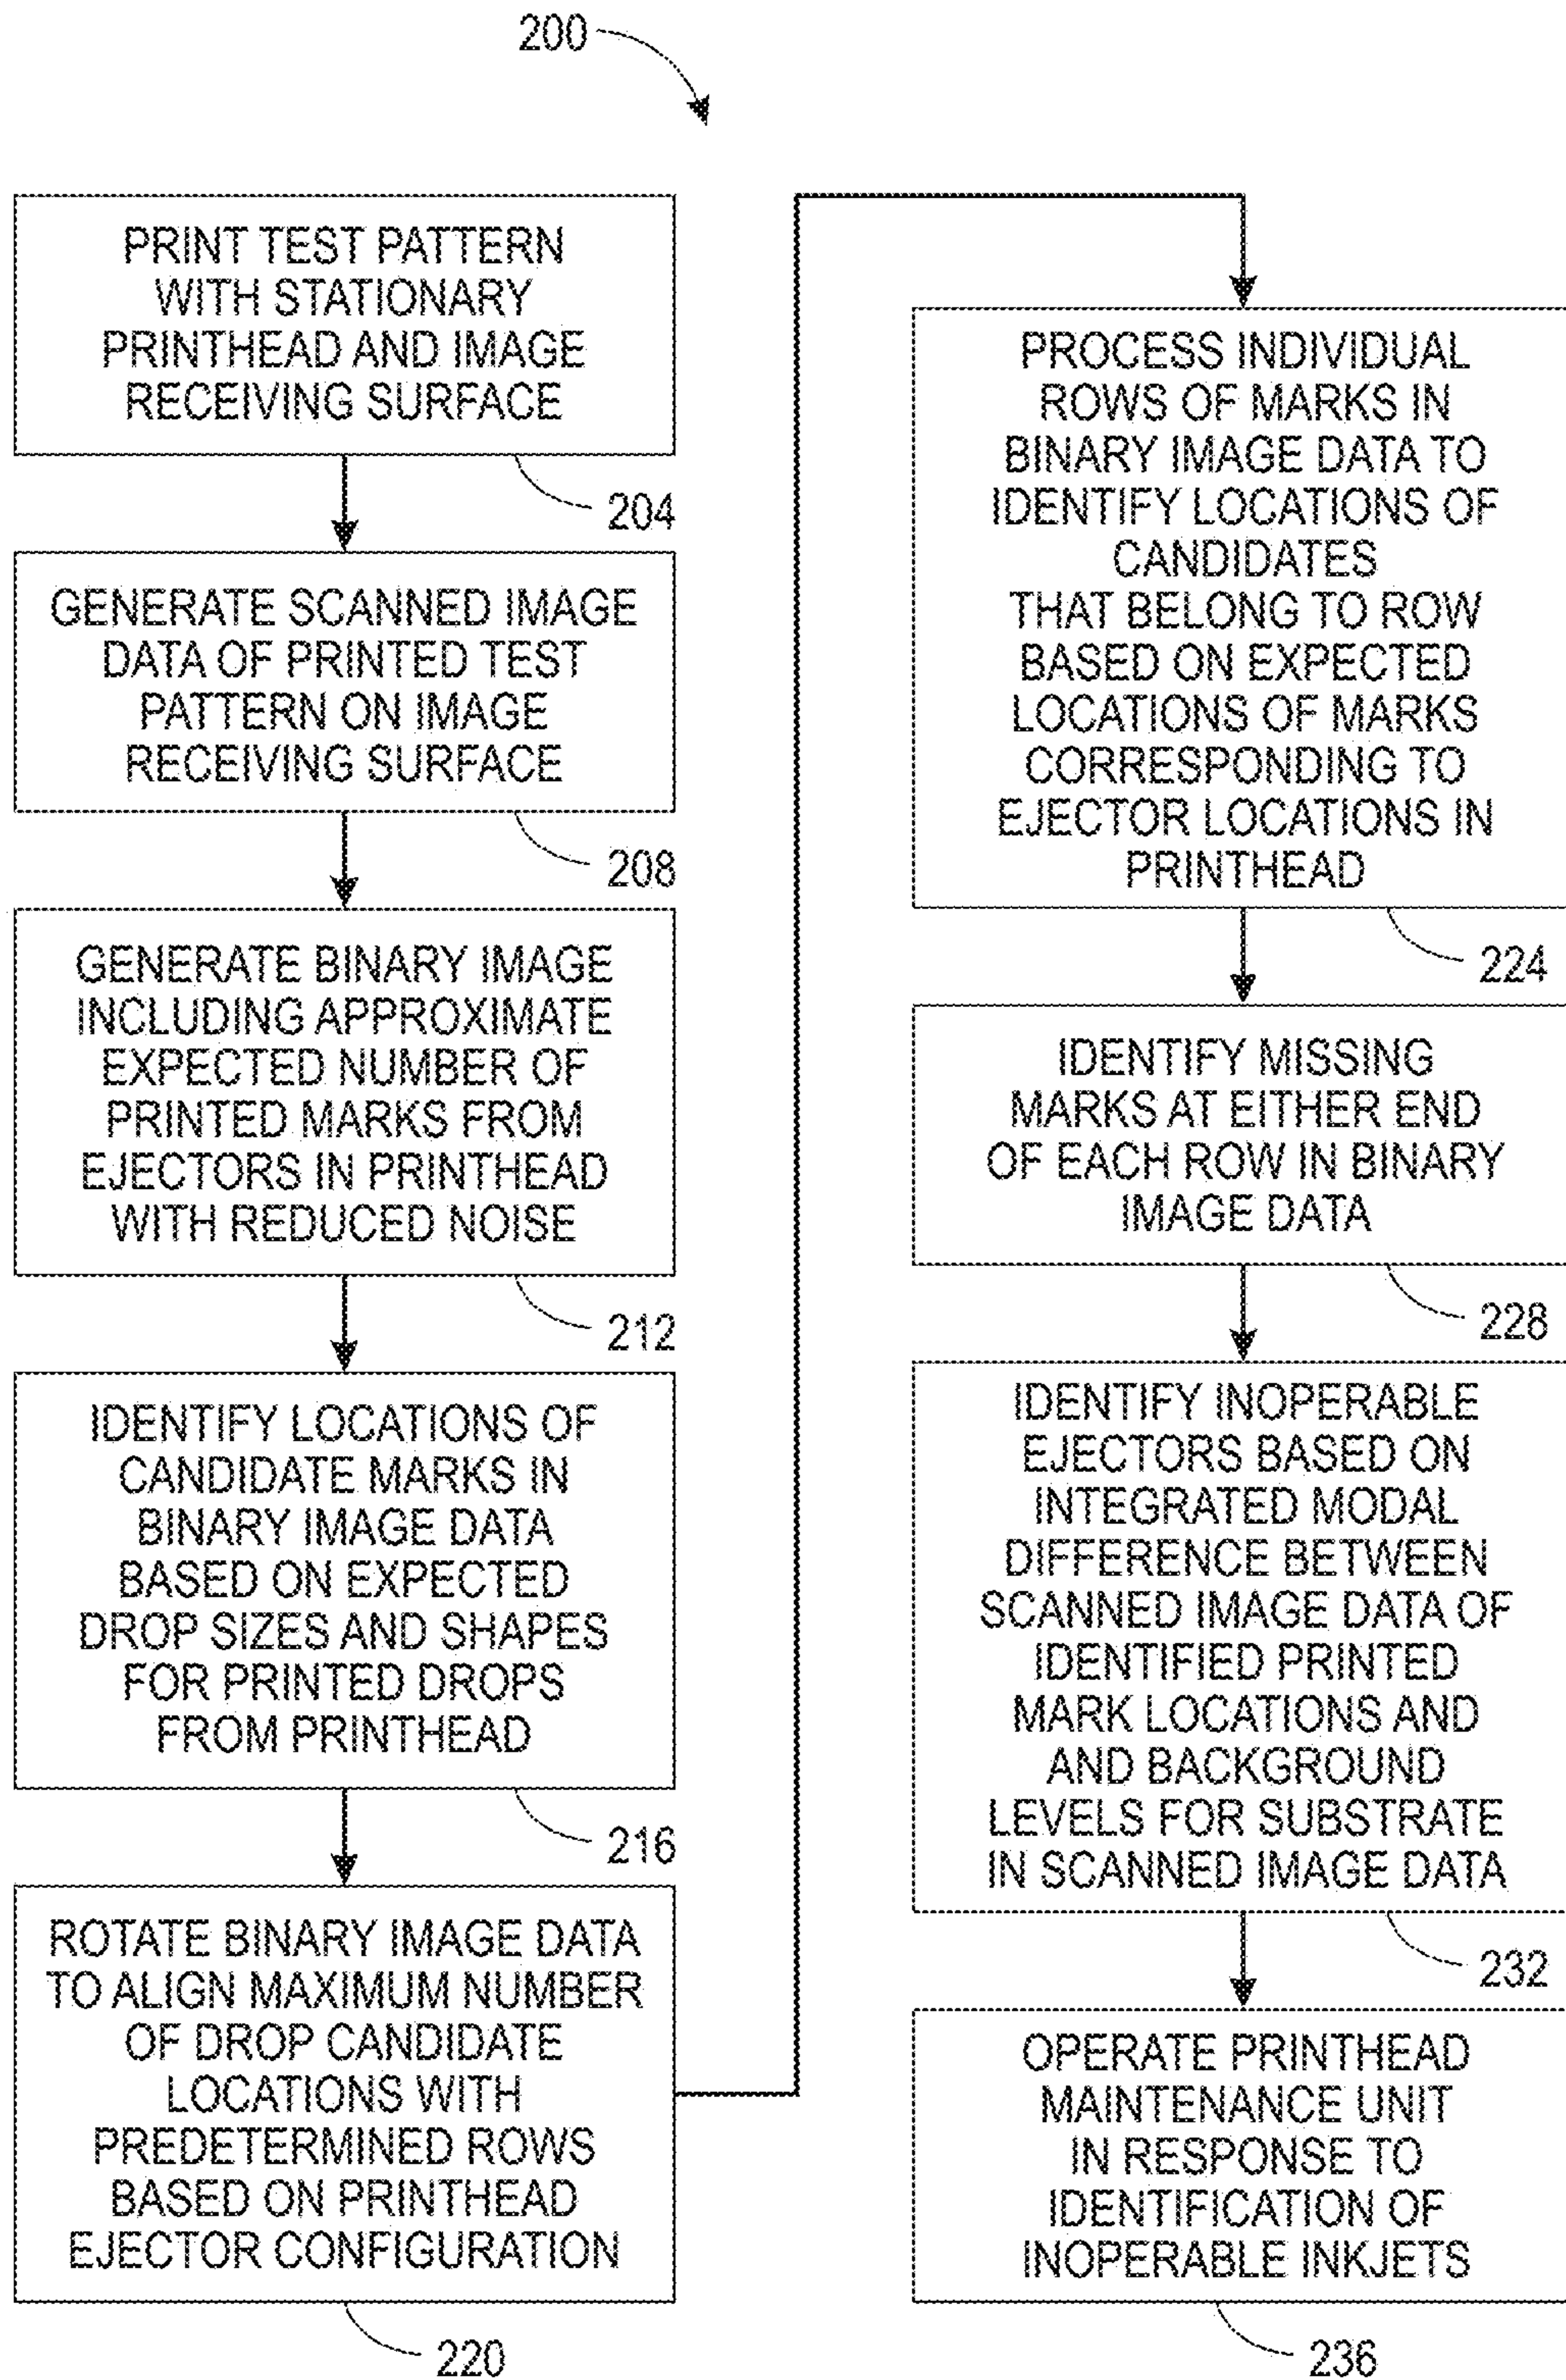 200
PRINT TEST PATTERN
WITH STATIONARY
PRINTHEAD AND IMAGE
RECEIVING SURFACE
204
GENERATE SCANNED IMAGE
DATA OF PRINTED TEST
PATTERN ON IMAGE
RECEIVING SURFACE
208
GENERATE BINARY IMAGE
INCLUDING APPROXIMATE
EXPECTED NUMBER OF
PRINTED MARKS FROM
EJECTORS IN PRINTHEAD
WITH REDUCED NOISE
212
IDENTIFY LOCATIONS OF
CANDIDATE MARKS IN
BINARY IMAGE DATA
BASED ON EXPECTED
DROP SIZES AND SHAPES
FOR PRINTED DROPS
FROM PRINTHEAD
216
ROTATE BINARY IMAGE DATA
TO ALIGN MAXIMUM NUMBER
OF DROP CANDIDATE
LOCATIONS WITH
PREDETERMINED ROWS
BASED ON PRINTHEAD
EJECTOR CONFIGURATION
220
PROCESS INDIVIDUAL
ROWS OF MARKS IN
BINARY IMAGE DATA TO
IDENTIFY LOCATIONS OF
CANDIDATES
THAT BELONG TO ROW
BASED ON EXPECTED
LOCATIONS OF MARKS
CORRESPONDING TO
EJECTOR LOCATIONS IN
PRINTHEAD
224
IDENTIFY MISSING
MARKS AT EITHER END
OF EACH ROW IN BINARY
IMAGE DATA
228
IDENTIFY INOPERABLE
EJECTORS BASED ON
INTEGRATED MODAL
DIFFERENCE BETWEEN
SCANNED IMAGE DATA OF
IDENTIFIED PRINTED
MARK LOCATIONS AND
AND BACKGROUND
LEVELS FOR SUBSTRATE
IN SCANNED IMAGE DATA
232
OPERATE PRINTHEAD
MAINTENANCE UNIT
IN RESPONSE TO
IDENTIFICATION OF
INOPERABLE INKJETS
236